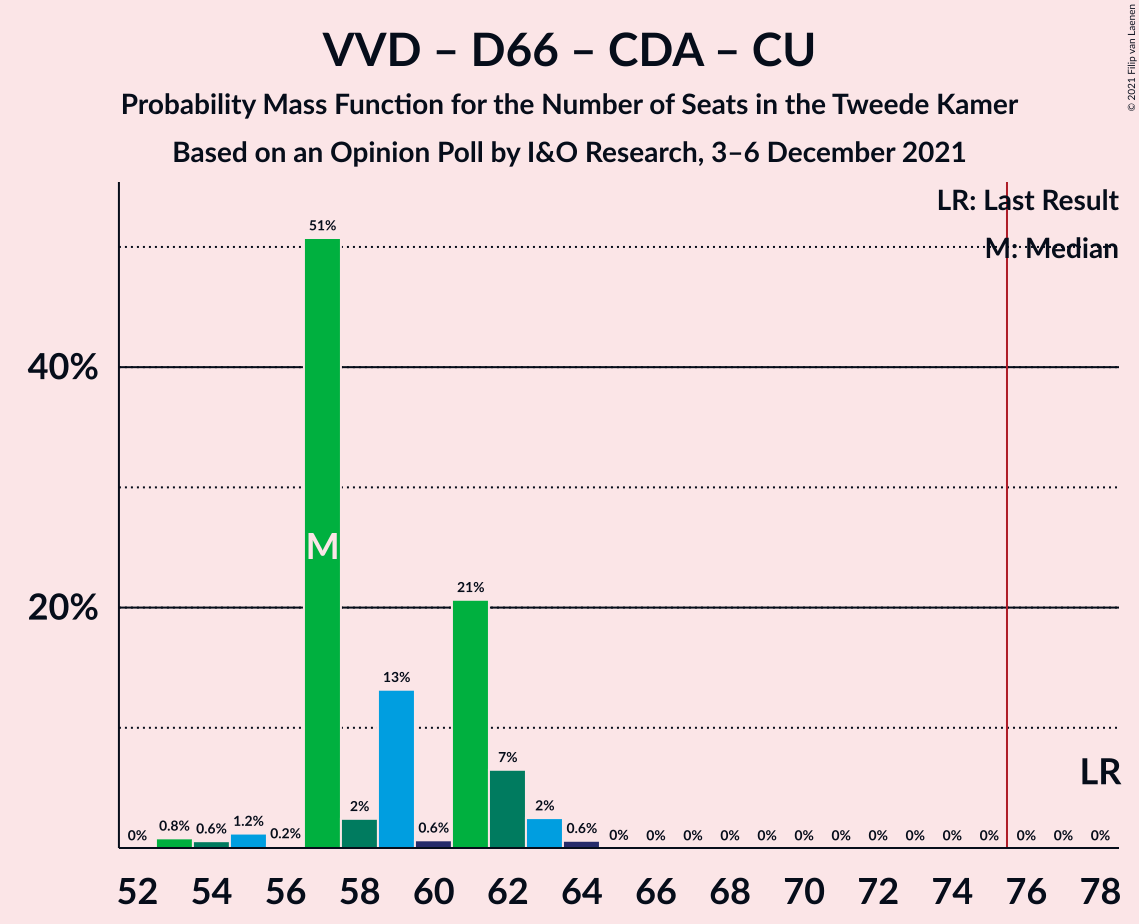 VVD – D66 – CDA – CU
Probability Mass Function for the Number of Seats in the Tweede Kamer
Based on an Opinion Poll by I&O Research, 3–6 December 2021
© 2021 Filip van Laenen
LR: Last Result
M: Median
51%
40%
M
21%
20%
13%
7%
LR
0% 0.8% 0.6% 1.2% 0.2% 2% 0.6% 2% 0.6% 0% 0% 0% 0% 0% 0% 0% 0% 0% 0% 0% 0% 0% 0%
52 54 56 58 60 62 64 66 68 70 72 74 76 78